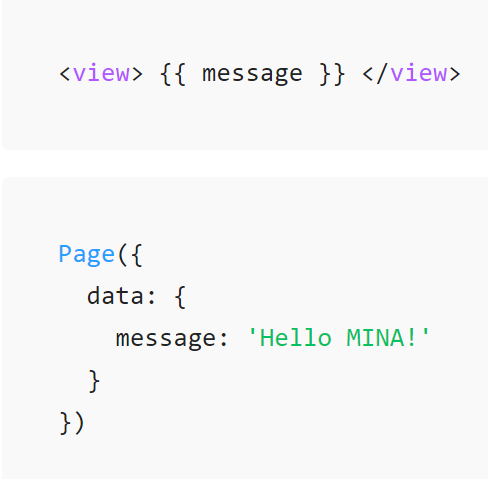 <view> {{ message }} </view>
Page({
  data: {
    message: 'Hello MINA!'
  }
})